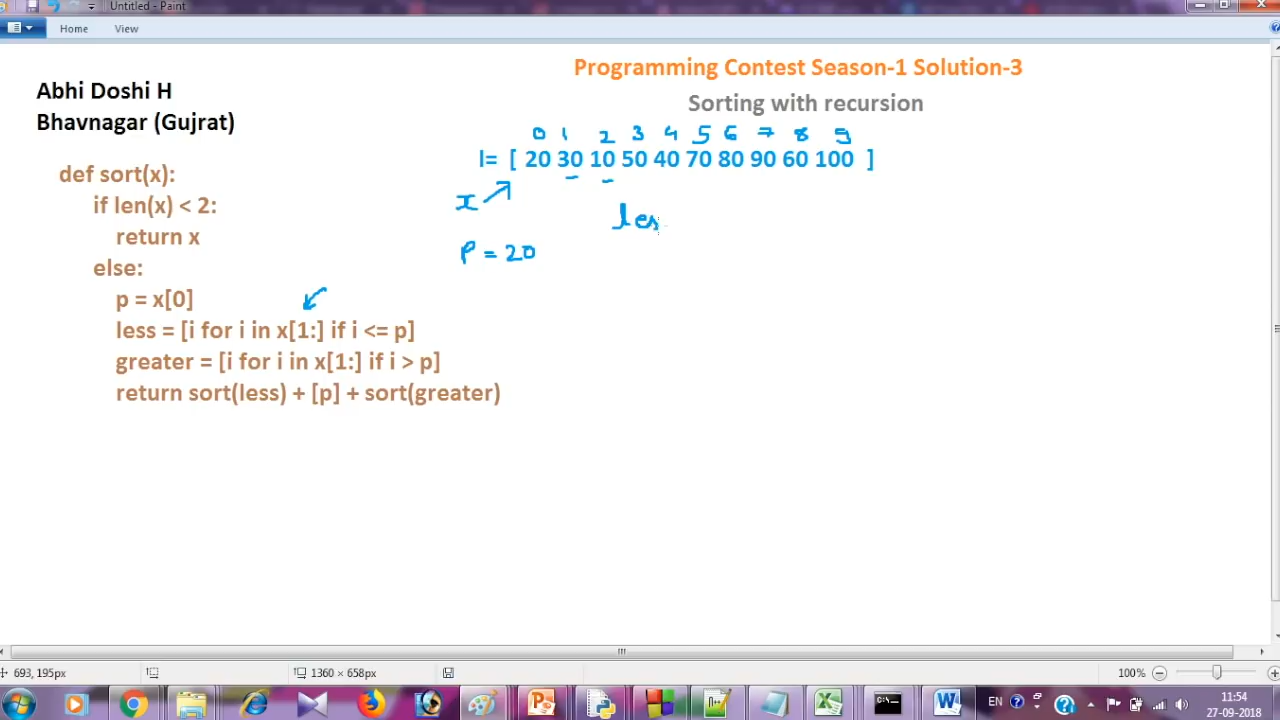 Untitled - Paint
Home View
Programming Contest Season-1 Solution-3
Sorting with recursion
Abhi Doshi H
Bhavnagar (Gujrat)
0 1 2 3 4 5 6 7 8 9
l= [ 20 30 10 50 40 70 80 90 60 100 ]
x
les
P = 20
def sort(x):
if len(x) < 2:
return x
else:
p = x[0]
less = [i for i in x[1:] if i <= p]
greater = [i for i in x[1:] if i > p]
return sort(less) + [p] + sort(greater)
693, 195px
1360 × 658px
100%
EN
11:54
27-09-2018